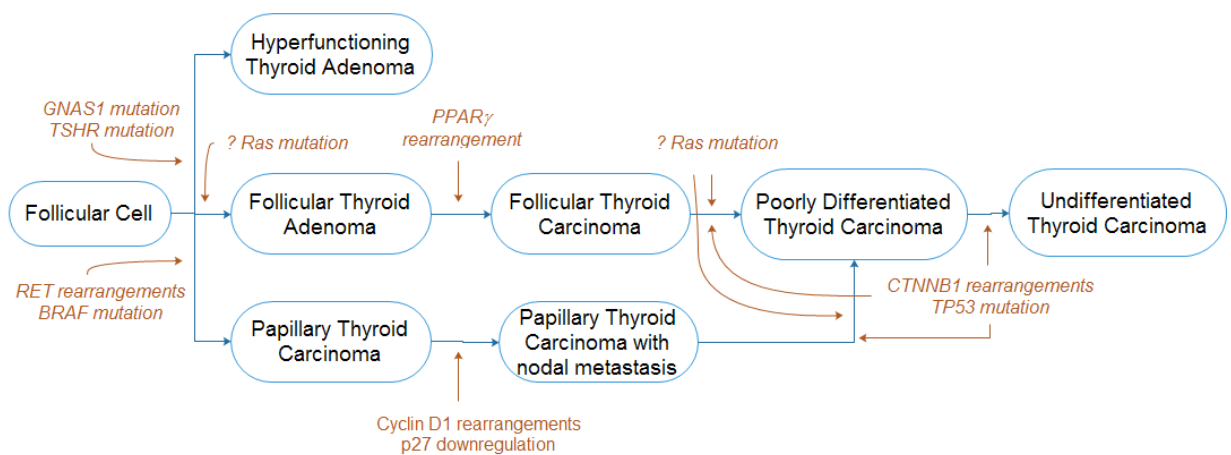 Hyperfunctioning
Thyroid Adenoma
GNAS1 mutation
TSHR mutation
? Ras mutation
PPARγ
rearrangement
? Ras mutation
Follicular Cell
Follicular Thyroid
Adenoma
Follicular Thyroid
Carcinoma
Poorly Differentiated
Thyroid Carcinoma
Undifferentiated
Thyroid Carcinoma
RET rearrangements
BRAF mutation
CTNNB1 rearrangements
TP53 mutation
Papillary Thyroid
Carcinoma
Papillary Thyroid
Carcinoma with
nodal metastasis
Cyclin D1 rearrangements
p27 downregulation